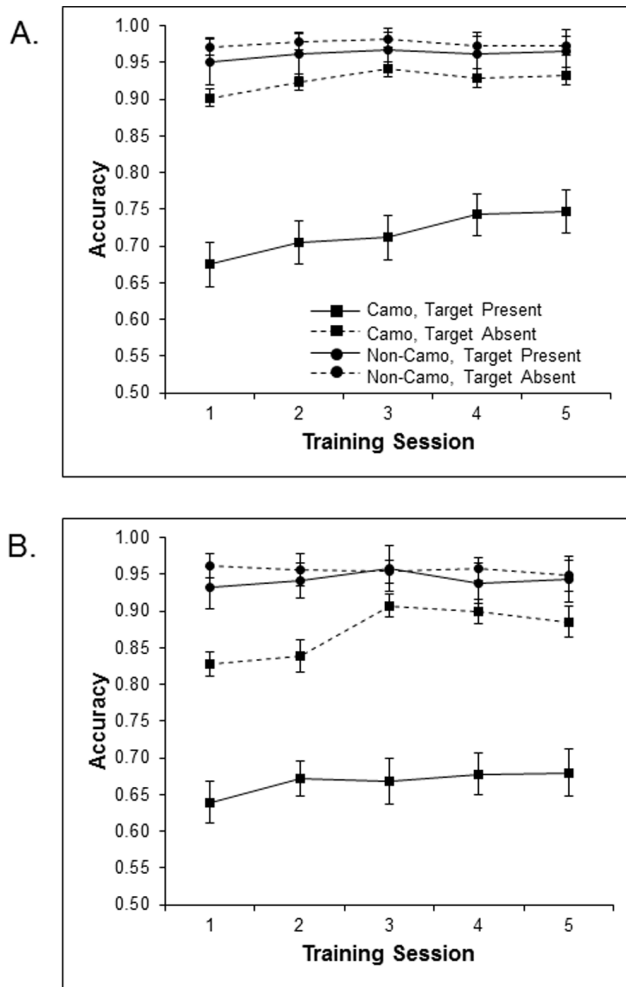 A.
1.00
0.95
0.90
0.85
0.80
0.75
0.70
0.65
0.60
0.55
0.50
Accuracy
Camo, Target Present
Camo, Target Absent
Non-Camo, Target Present
Non-Camo, Target Absent
1 2 3 4 5
Training Session
B.
1.00
0.95
0.90
0.85
0.80
0.75
0.70
0.65
0.60
0.55
0.50
Accuracy
1 2 3 4 5
Training Session